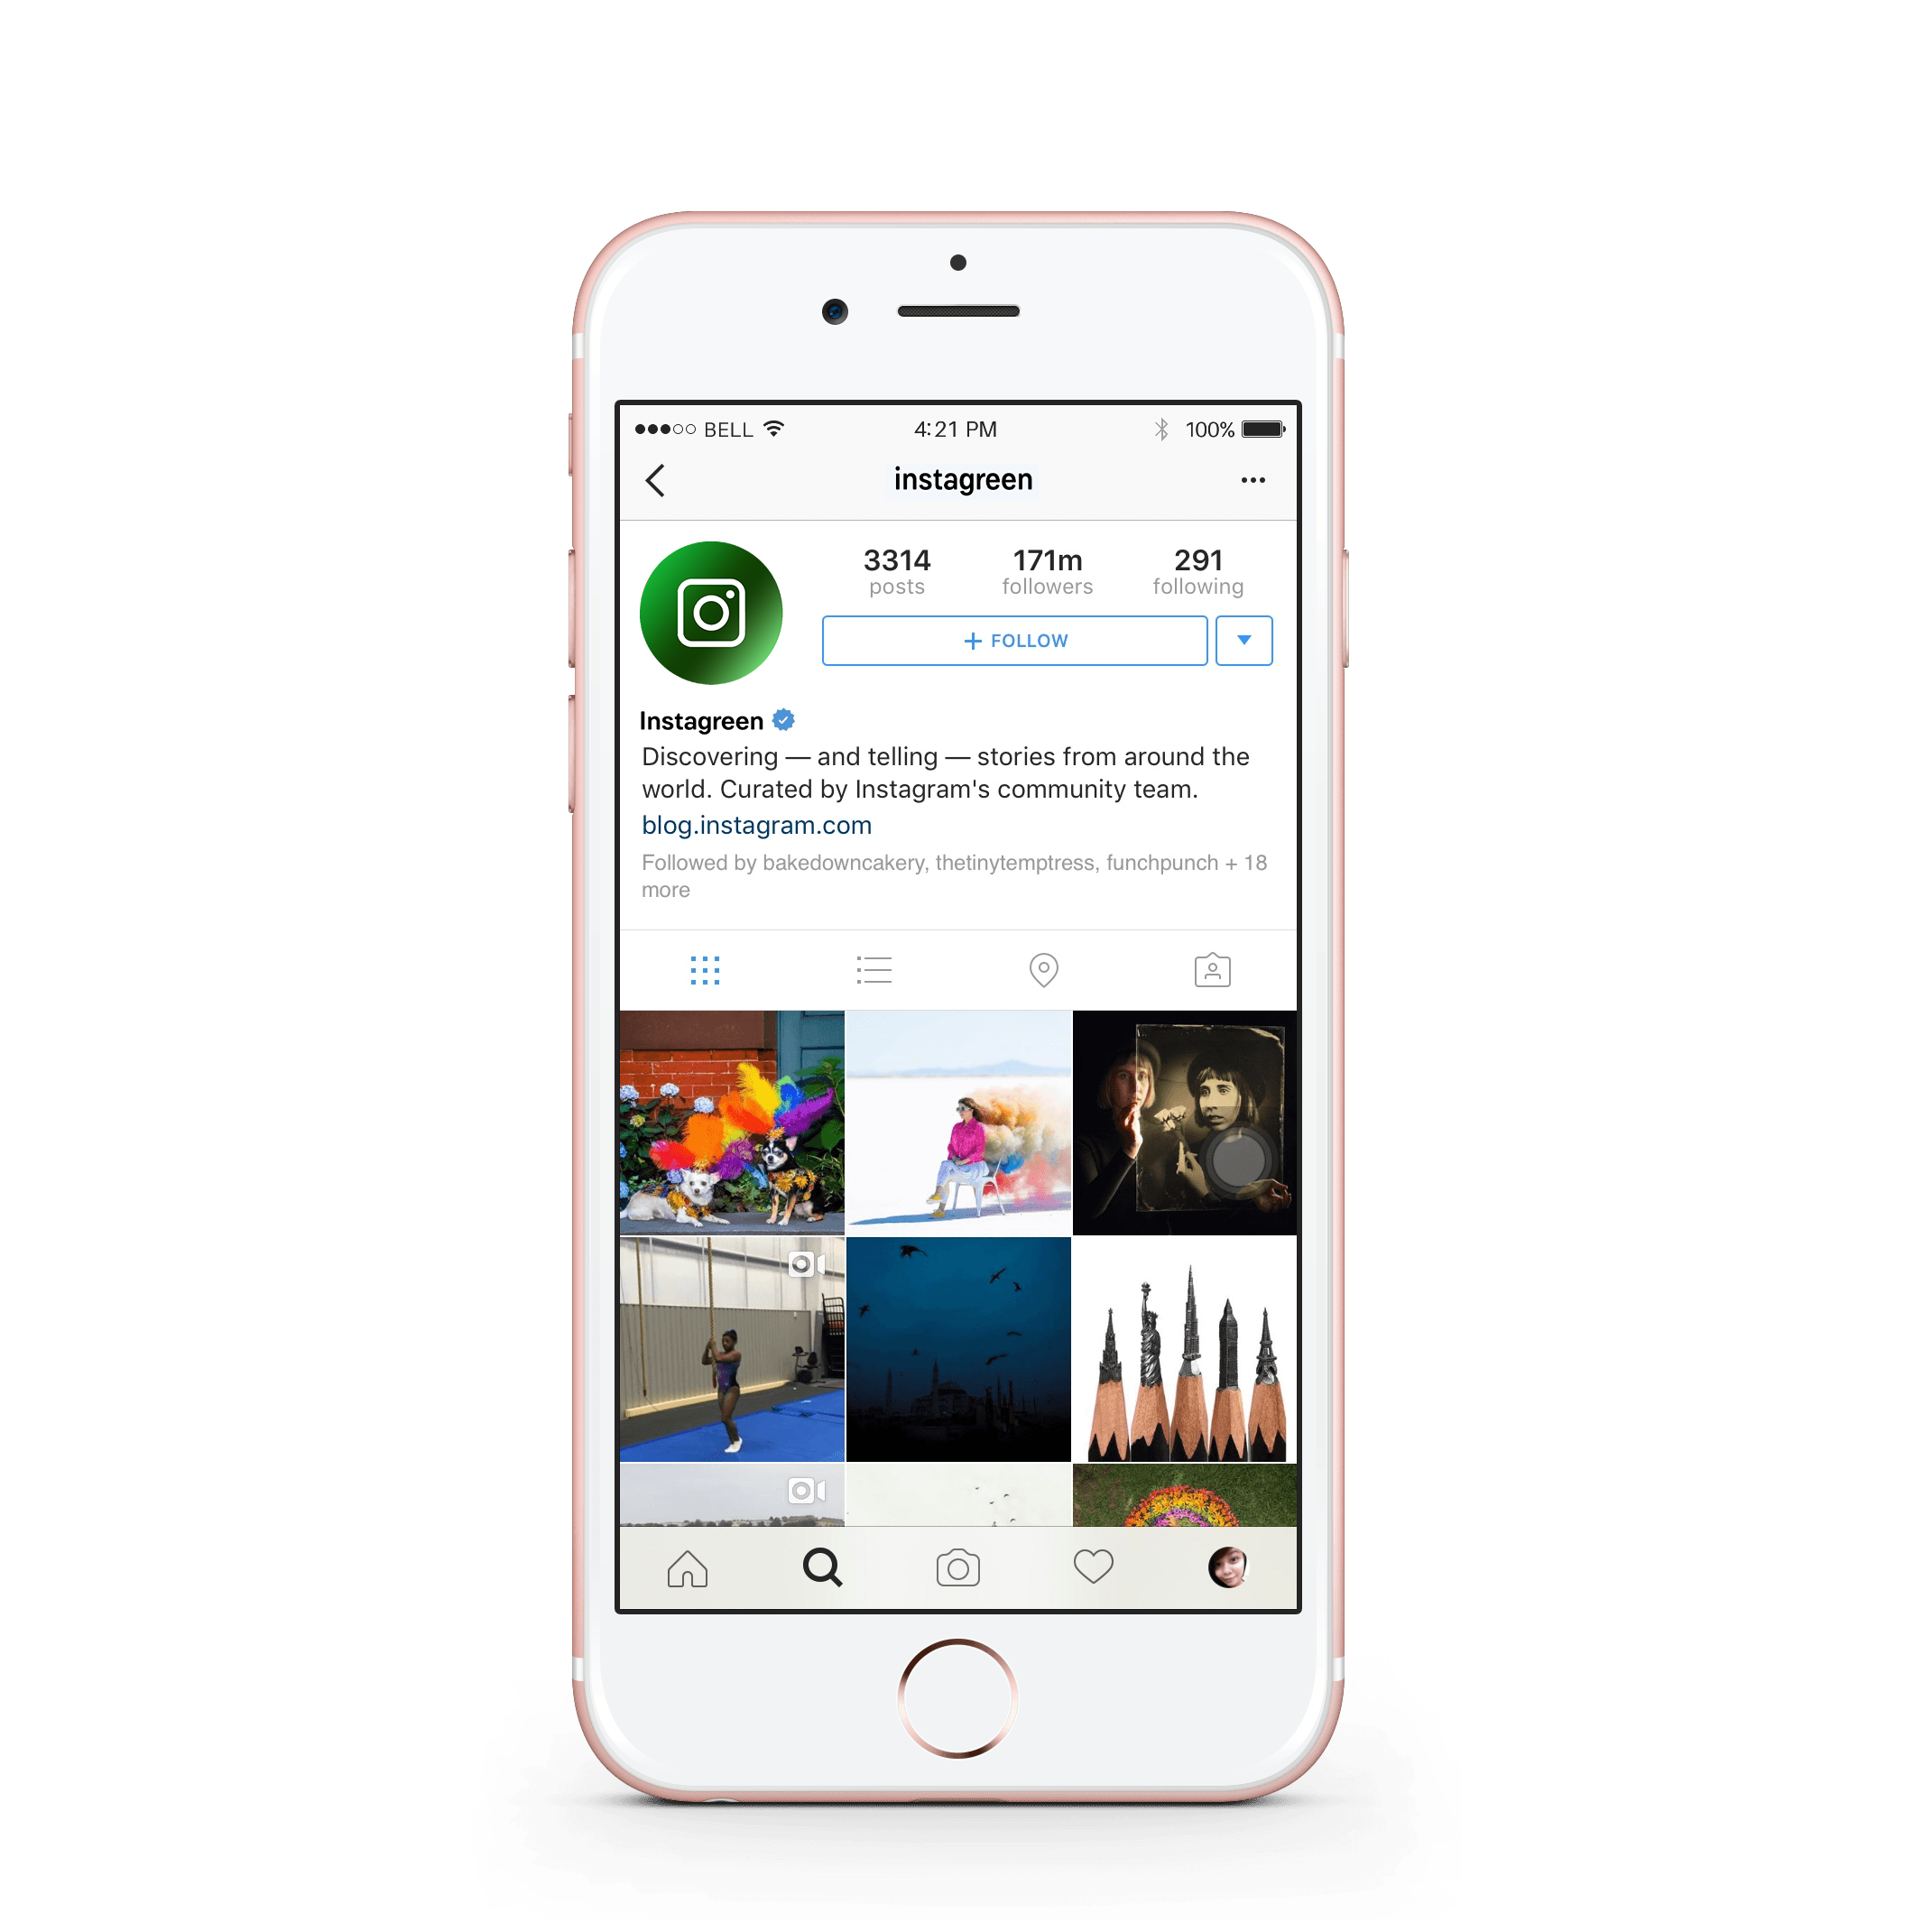 BELL 4:21 PM 100%
instagreen
3314 171m 291
posts followers following
+ FOLLOW
Instagreen
Discovering — and telling — stories from around the
world. Curated by Instagram's community team.
blog.instagram.com
Followed by bakedowncakery, thetinytemptress, funchpunch + 18
more